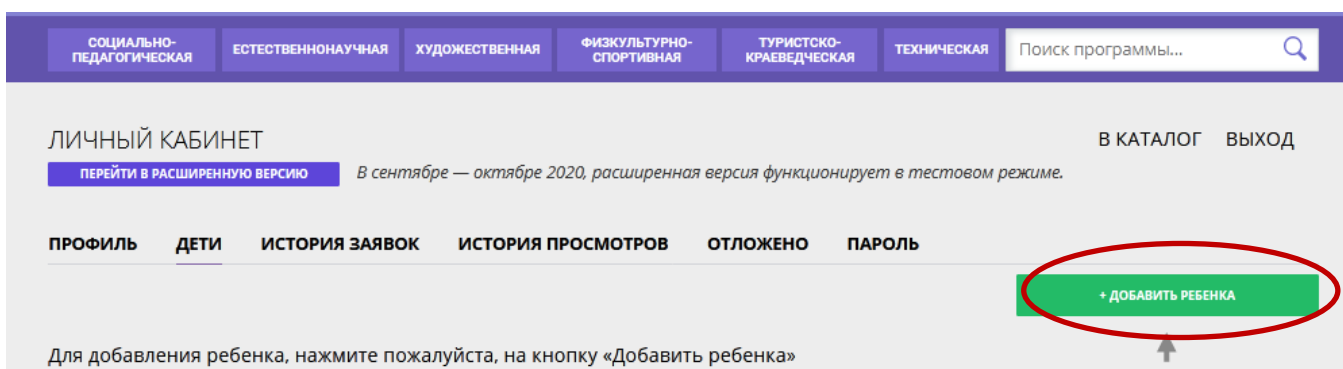 СОЦИАЛЬНО-
ПЕДАГОГИЧЕСКАЯ
ЕСТЕСТВЕННОНАУЧНАЯ
ХУДОЖЕСТВЕННАЯ
ФИЗКУЛЬТУРНО-
СПОРТИВНАЯ
ТУРИСТСКО-
КРАЕВЕДЧЕСКАЯ
ТЕХНИЧЕСКАЯ
Поиск программы...
ЛИЧНЫЙ КАБИНЕТ
В КАТАЛОГ ВЫХОД
ПЕРЕЙТИ В РАСШИРЕННУЮ ВЕРСИЮ
В сентябре — октябре 2020, расширенная версия функционирует в тестовом режиме.
ПРОФИЛЬ ДЕТИ ИСТОРИЯ ЗАЯВОК ИСТОРИЯ ПРОСМОТРОВ ОТЛОЖЕНО ПАРОЛЬ
+ ДОБАВИТЬ РЕБЕНКА
Для добавления ребенка, нажмите пожалуйста, на кнопку «Добавить ребенка»